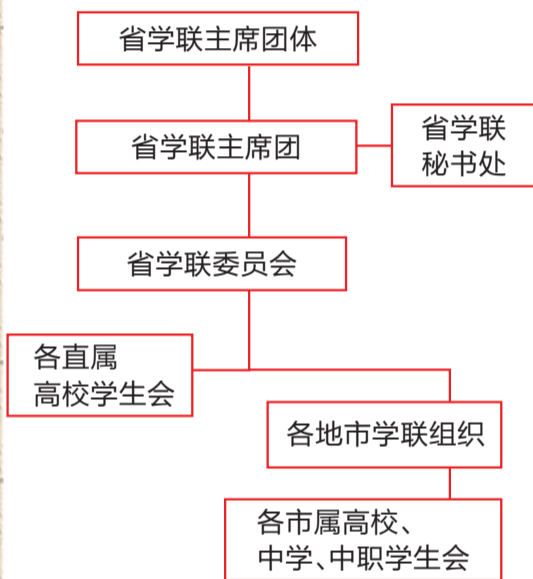 省学联主席团体
省学联主席团
省学联
秘书处
省学联委员会
各直属
高校学生会
各地市学联组织
各市属高校、
中学、中职学生会